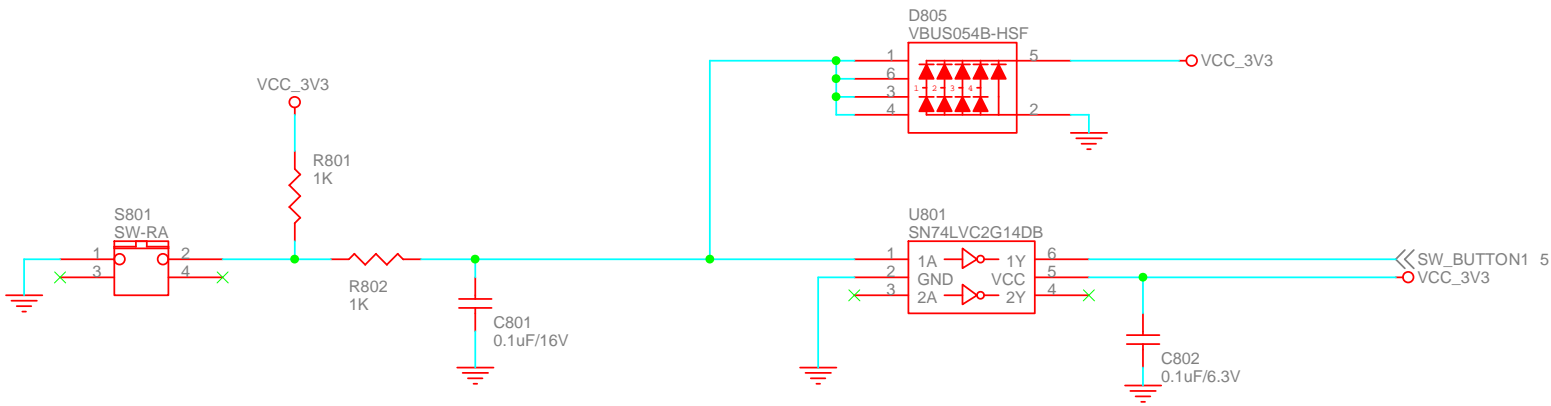 D805
VBUS054B-HSF
1
5
VCC_3V3
6
1 2 3 4
3
4
2
VCC_3V3
R801
1K
S801
SW-RA
1
2
3
4
R802
1K
C801
0.1uF/16V
U801
SN74LVC2G14DB
1 1A 1Y 6
SW_BUTTON1 5
2 GND VCC 5
VCC_3V3
3 2A 2Y 4
C802
0.1uF/6.3V